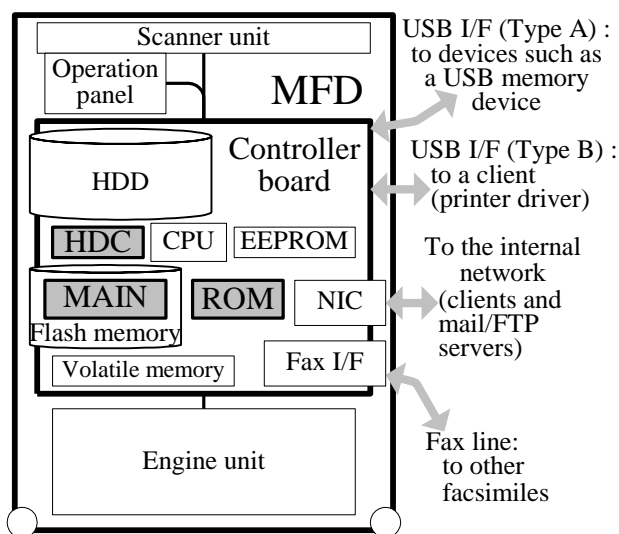 Scanner unit
Operation
panel
MFD
Controller
board
HDD
HDC
CPU
EEPROM
MAIN
ROM
NIC
Flash memory
Volatile memory
Fax I/F
Engine unit
USB I/F (Type A) :
to devices such as
a USB memory
device
USB I/F (Type B) :
to a client
(printer driver)
To the internal
network
(clients and
mail/FTP
servers)
Fax line:
to other
facsimiles